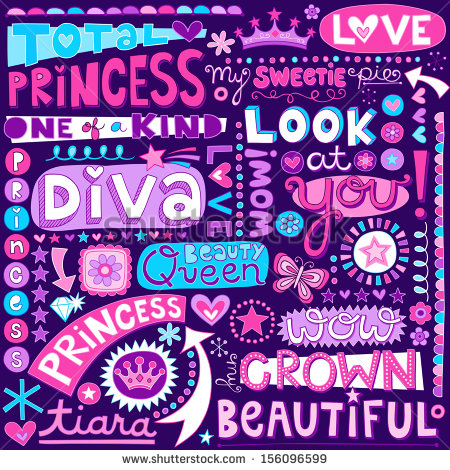 TOTAL
PRINCESS
ONE of a KIND
LOVE
my SWEETIE pie
LOOK
at
you!
WOW!
PRINCESS
DIVA
LOVE
BEAUTY
Queen
PRINCESS
tiara
WOW
my CROWN
BEAUTIFUL
www.shutterstock.com · 156096599